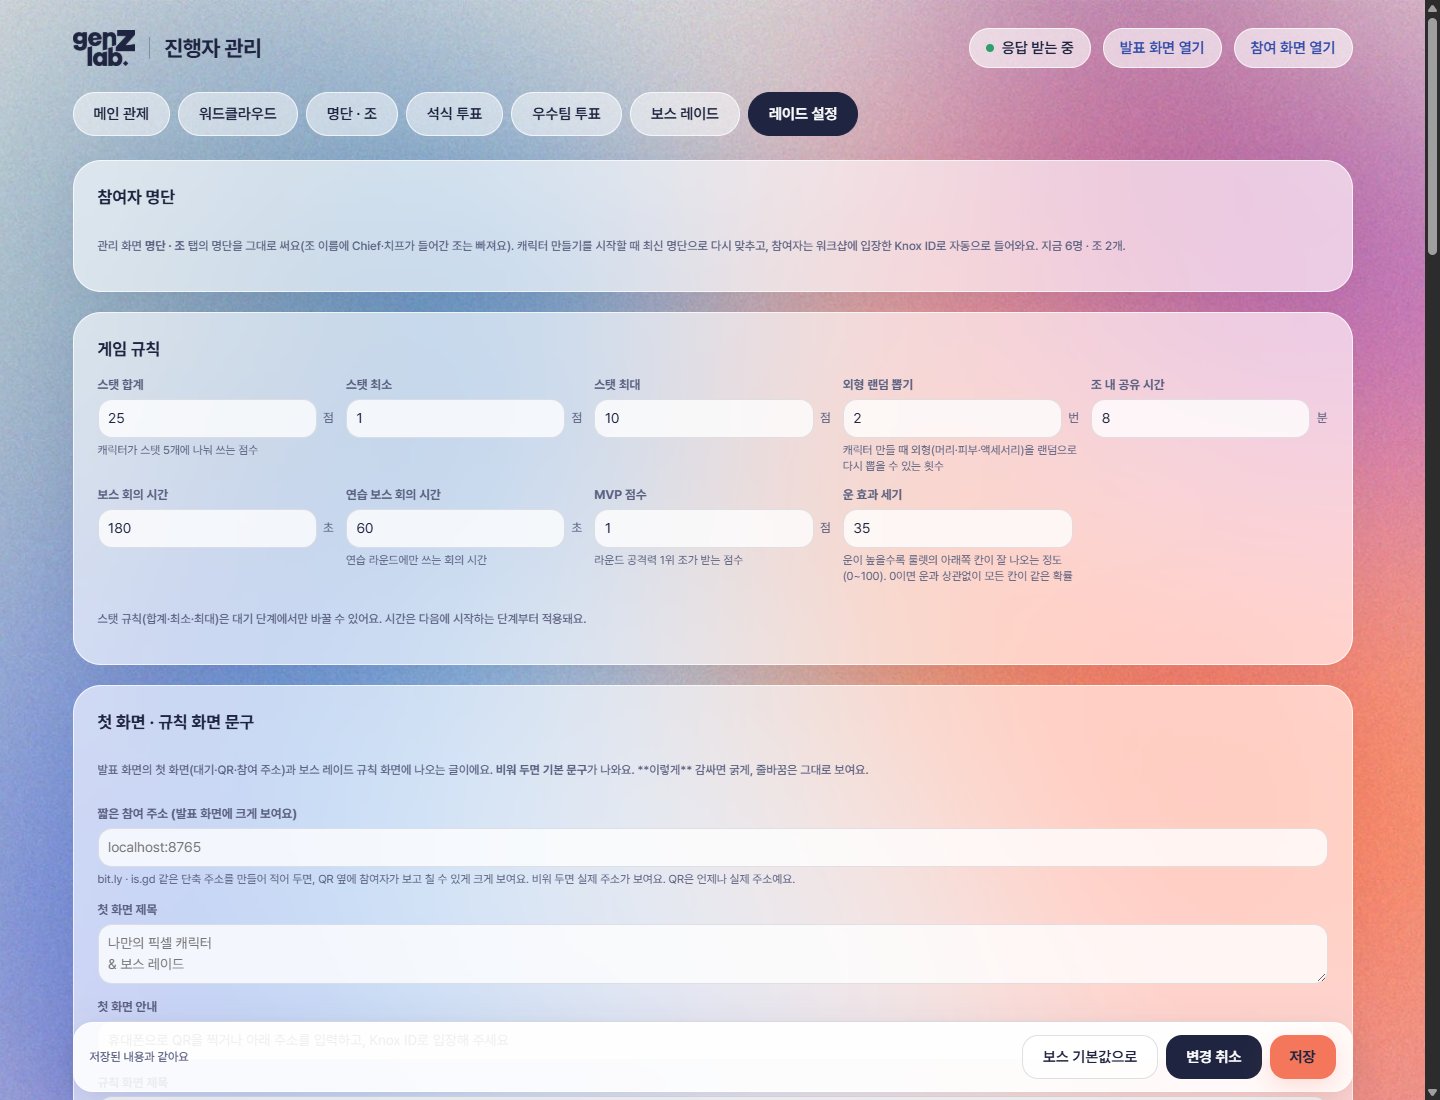 genZ lab.
진행자 관리
응답 받는 중
발표 화면 열기
참여 화면 열기
메인 관제
워드클라우드
명단 · 조
석식 투표
우수팀 투표
보스 레이드
레이드 설정
참여자 명단
관리 화면 명단 · 조 탭의 명단을 그대로 써요(조 이름에 Chief·치프가 들어간 조는 빠져요). 캐릭터 만들기를 시작할 때 최신 명단으로 다시 맞추고, 참여자는 워크샵에 입장한 Knox ID로 자동으로 들어와요. 지금 6명 · 조 2개.
게임 규칙
스탯 합계
스탯 최소
스탯 최대
외형 랜덤 뽑기
조 내 공유 시간
25 점
1 점
10 점
2 번
8 분
캐릭터가 스탯 5개에 나눠 쓰는 점수
캐릭터 만들 때 외형(머리·피부·액세서리)을 랜덤으로
다시 뽑을 수 있는 횟수
보스 회의 시간
연습 보스 회의 시간
MVP 점수
운 효과 세기
180 초
60 초
1 점
35
연습 라운드에만 쓰는 회의 시간
라운드 공격력 1위 조가 받는 점수
운이 높을수록 룰렛의 아래쪽 칸이 잘 나오는 정도
(0~100). 0이면 운과 상관없이 모든 칸이 같은 확률
스탯 규칙(합계·최소·최대)은 대기 단계에서만 바꿀 수 있어요. 시간은 다음에 시작하는 단계부터 적용돼요.
첫 화면 · 규칙 화면 문구
발표 화면의 첫 화면(대기·QR·참여 주소)과 보스 레이드 규칙 화면에 나오는 글이에요. 비워 두면 기본 문구가 나와요. **이렇게** 감싸면 굵게, 줄바꿈은 그대로 보여요.
짧은 참여 주소 (발표 화면에 크게 보여요)
localhost:8765
bit.ly · is.gd 같은 단축 주소를 만들어 적어 두면, QR 옆에 참여자가 보고 칠 수 있게 크게 보여요. 비워 두면 실제 주소가 보여요. QR은 언제나 실제 주소예요.
첫 화면 제목
나만의 픽셀 캐릭터
& 보스 레이드
첫 화면 안내
휴대폰으로 QR을 찍거나 아래 주소를 입력하고, Knox ID로 입장해 주세요
저장된 내용과 같아요
보스 기본값으로
변경 취소
저장
규칙 화면 제목